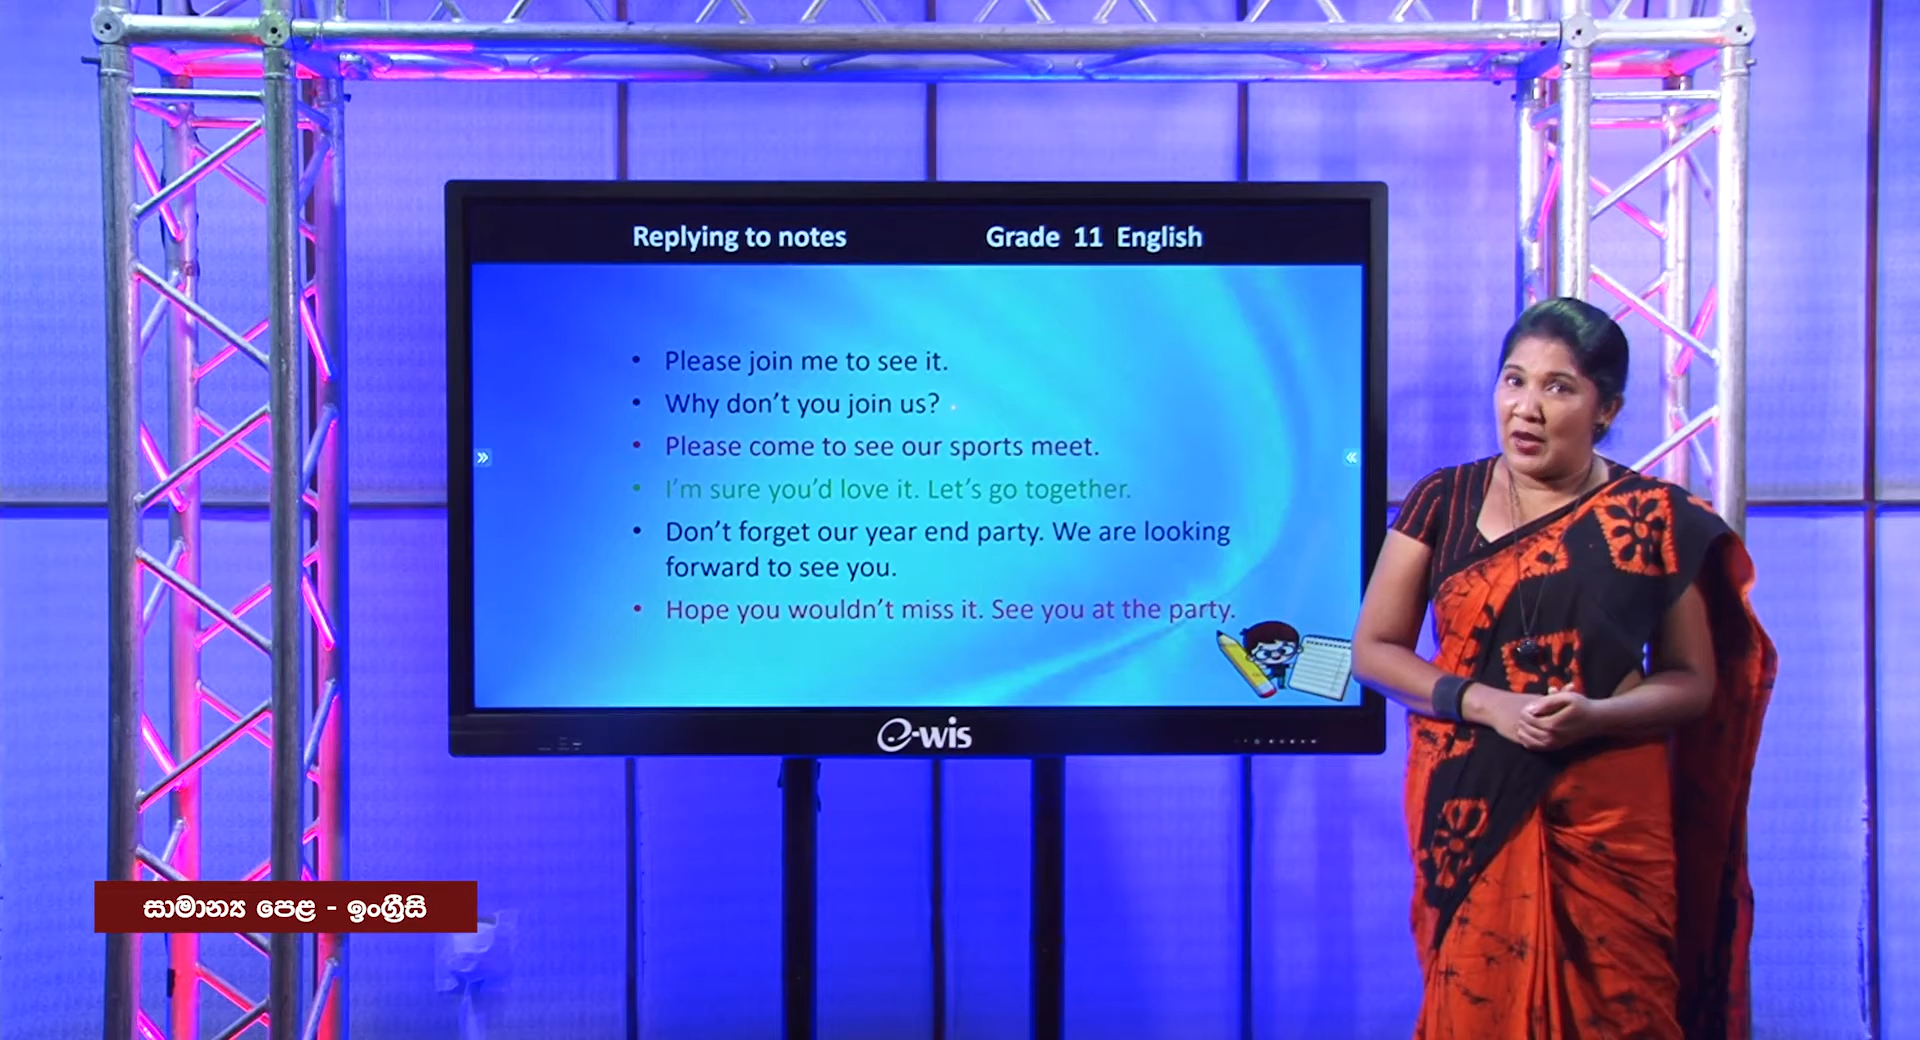 Replying to notes Grade 11 English
• Please join me to see it.
• Why don't you join us?
• Please come to see our sports meet.
• I'm sure you'd love it. Let's go together.
• Don't forget our year end party. We are looking
forward to see you.
• Hope you wouldn't miss it. See you at the party.
e-wis
සාමාන්‍ය පෙළ - ඉංග්‍රීසි